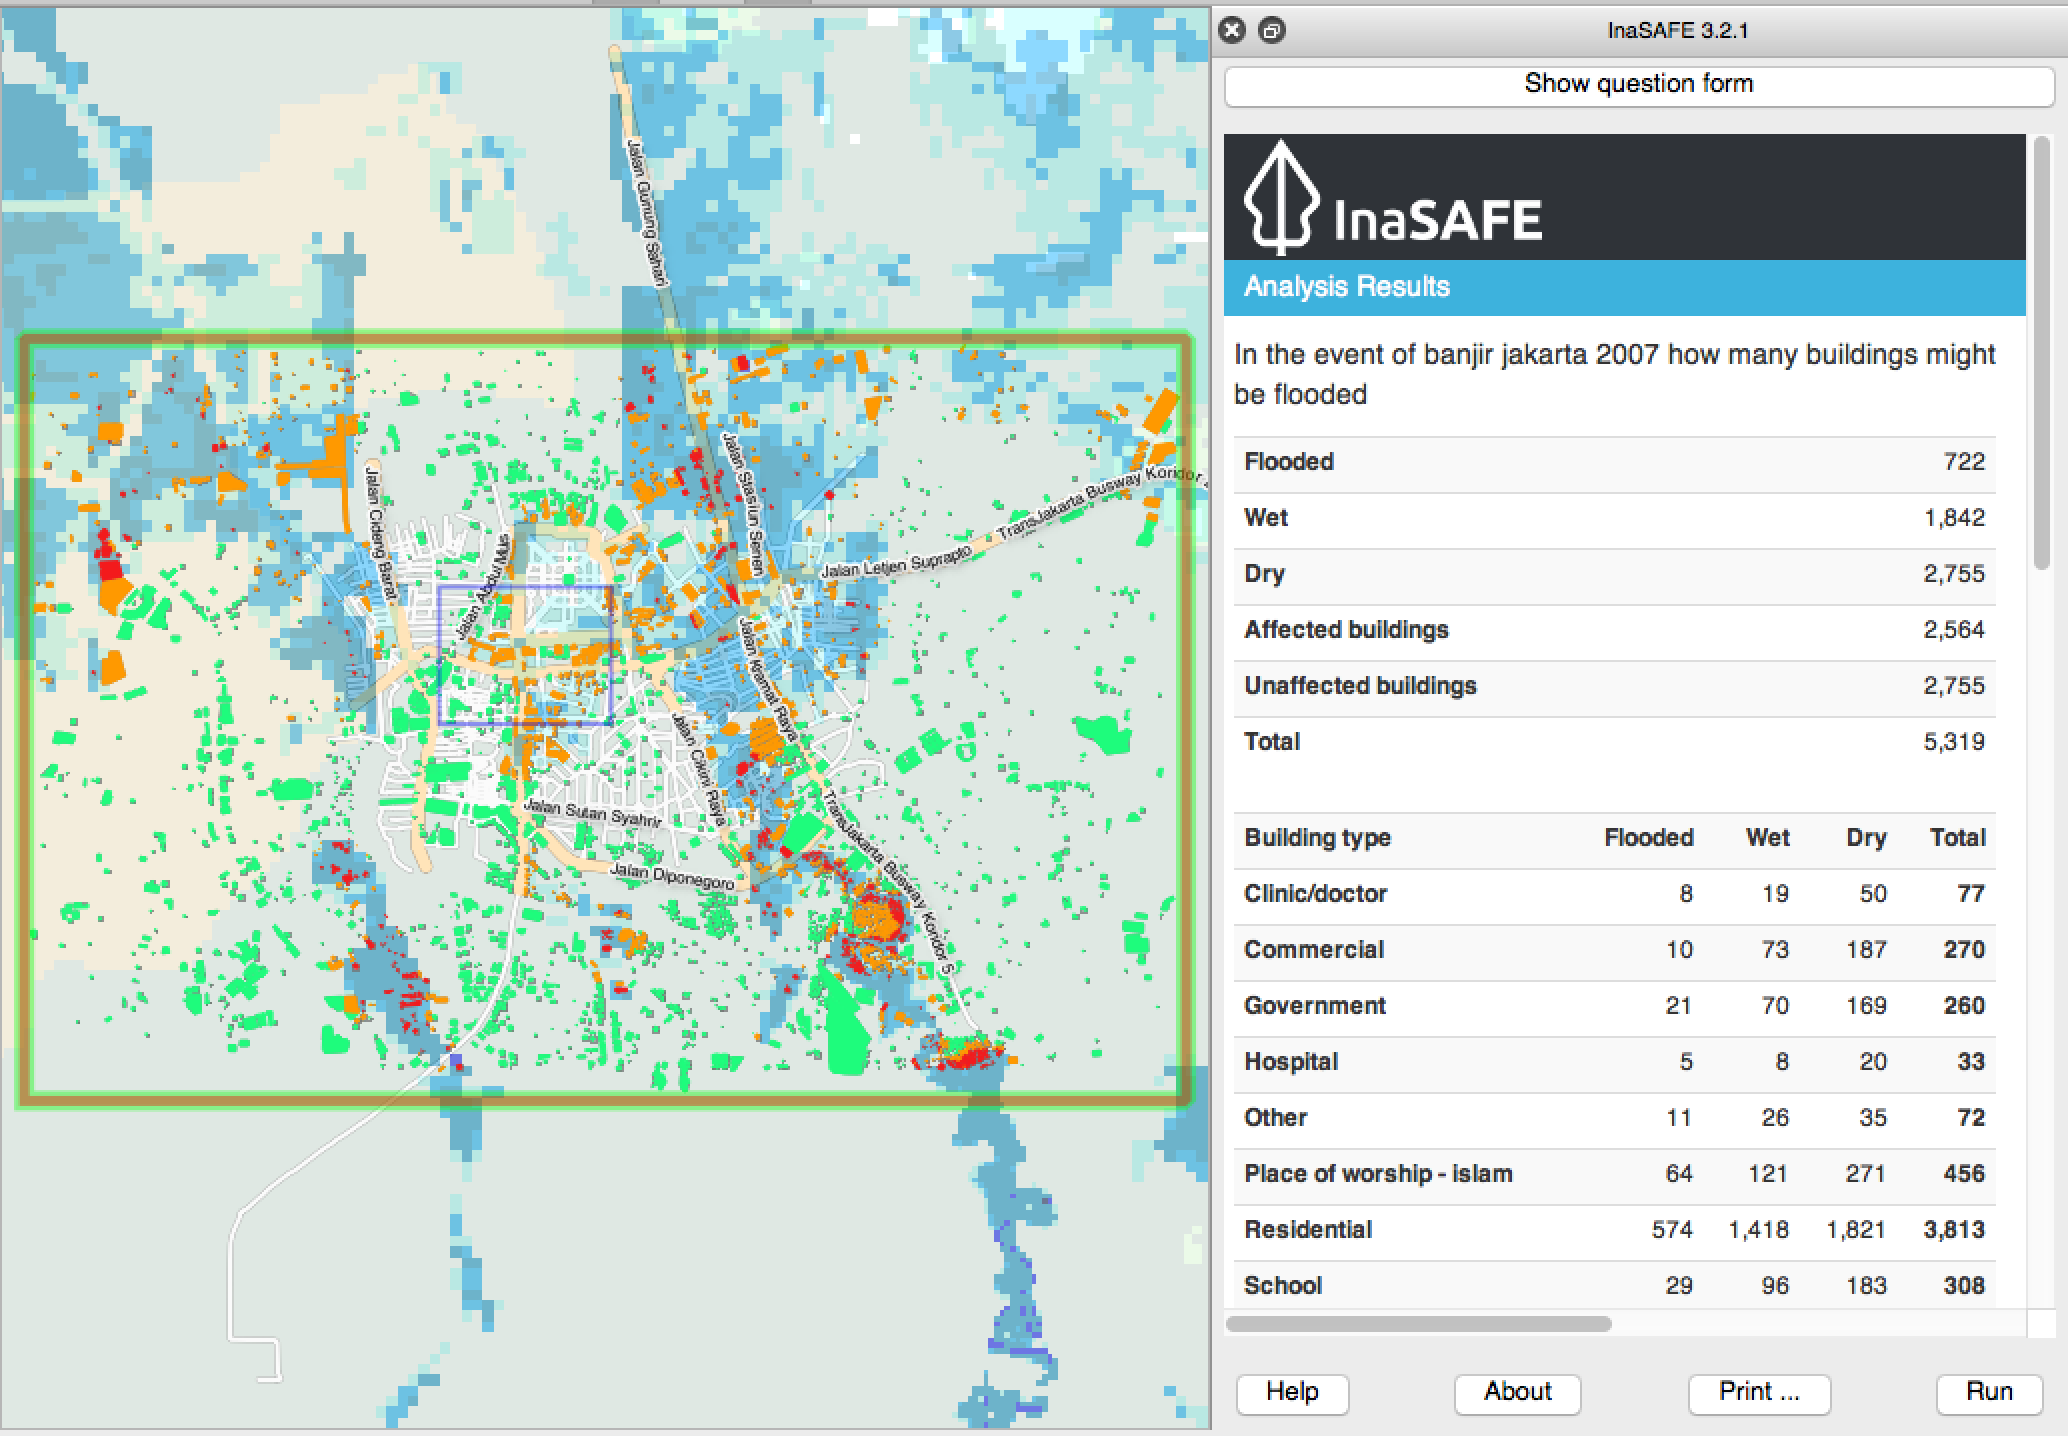 InaSAFE 3.2.1
Show question form
InaSAFE
Analysis Results
In the event of banjir jakarta 2007 how many buildings might
be flooded
Flooded 722
Wet 1,842
Dry 2,755
Affected buildings 2,564
Unaffected buildings 2,755
Total 5,319
Building type Flooded Wet Dry Total
Clinic/doctor 8 19 50 77
Commercial 10 73 187 270
Government 21 70 169 260
Hospital 5 8 20 33
Other 11 26 35 72
Place of worship - islam 64 121 271 456
Residential 574 1,418 1,821 3,813
School 29 96 183 308
Help About Print ... Run
Jalan Gunung Sahari
Jalan Stasiun Senen
TransJakarta Busway Koridor
Jalan Letjen Suprapto
Jalan Cideng Barat
Jalan Abdul Muis
Jalan Kramat Raya
Jalan Cikini Raya
Jalan Sutan Syahrir
Jalan Diponegoro
TransJakarta Busway Koridor 5